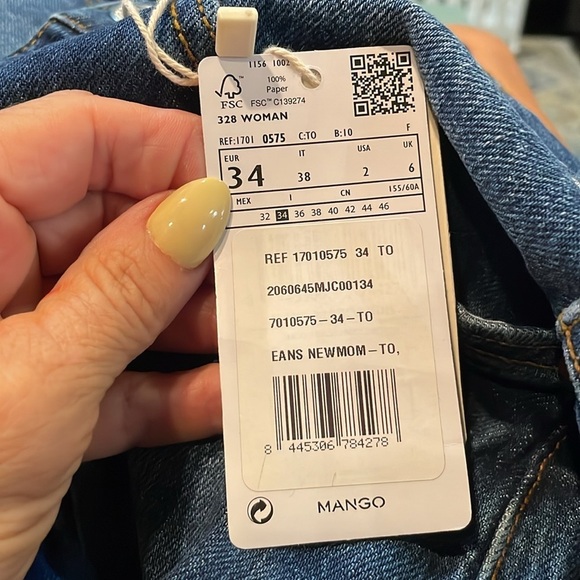 1156 1002
100%
Paper
FSC™ C139274
FSC
328 WOMAN
REF:1701 0575 C:TO B:10 F
EUR IT USA UK
34 38 2 6
MEX I CN 155/60A
32 34 36 38 40 42 44 46
REF 17010575 34 TO
2060645MJC00134
7010575-34-TO
EANS NEWMOM-TO,
8 445306 784278
MANGO